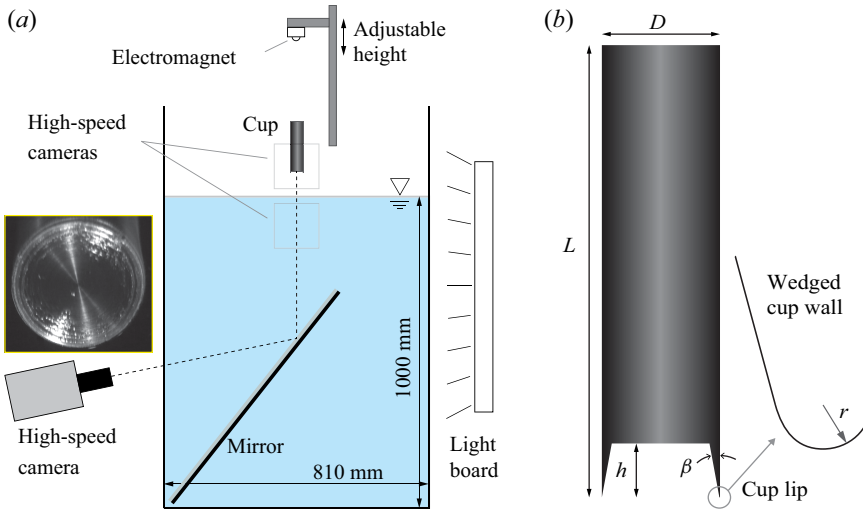 (a)
Electromagnet
Adjustable
height
High-speed
cameras
Cup
High-speed
camera
Mirror
1000 mm
810 mm
Light
board
(b)
D
L
h
β
Wedged
cup wall
r
Cup lip